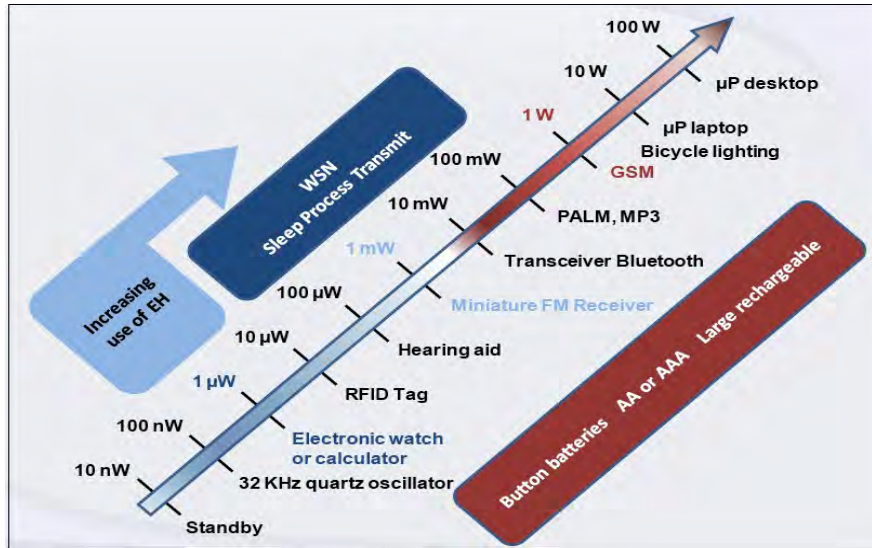 100 W
µP desktop
10 W
µP laptop
Bicycle lighting
1 W
GSM
100 mW
PALM, MP3
10 mW
Transceiver Bluetooth
1 mW
Miniature FM Receiver
100 µW
Hearing aid
10 µW
RFID Tag
1 µW
Electronic watch
or calculator
100 nW
32 KHz quartz oscillator
10 nW
Standby
WSN
Sleep Process Transmit
Increasing
use of EH
Button batteries AA or AAA Large rechargeable